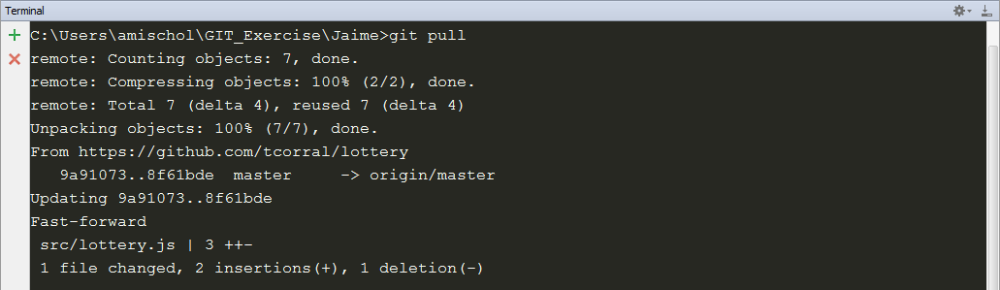 Terminal
C:\Users\amischol\GIT_Exercise\Jaime>git pull
remote: Counting objects: 7, done.
remote: Compressing objects: 100% (2/2), done.
remote: Total 7 (delta 4), reused 7 (delta 4)
Unpacking objects: 100% (7/7), done.
From https://github.com/tcorral/lottery
   9a91073..8f61bde  master     -> origin/master
Updating 9a91073..8f61bde
Fast-forward
 src/lottery.js | 3 ++-
 1 file changed, 2 insertions(+), 1 deletion(-)